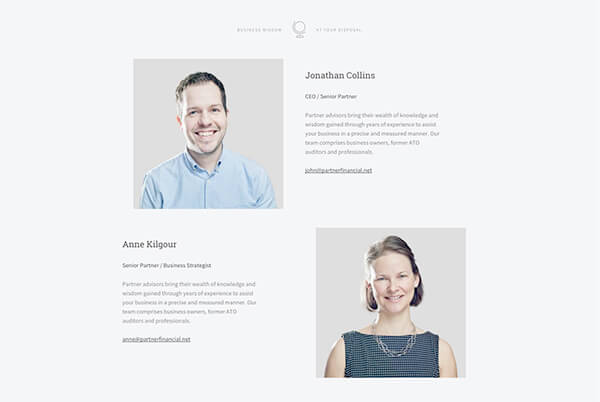 BUSINESS WISDOM AT YOUR DISPOSAL
Jonathan Collins
CEO / Senior Partner
Partner advisors bring their wealth of knowledge and
wisdom gained through years of experience to assist
your business in a precise and measured manner. Our
team comprises business owners, former ATO
auditors and professionals.
john@partnerfinancial.net
Anne Kilgour
Senior Partner / Business Strategist
Partner advisors bring their wealth of knowledge and
wisdom gained through years of experience to assist
your business in a precise and measured manner. Our
team comprises business owners, former ATO
auditors and professionals.
anne@partnerfinancial.net